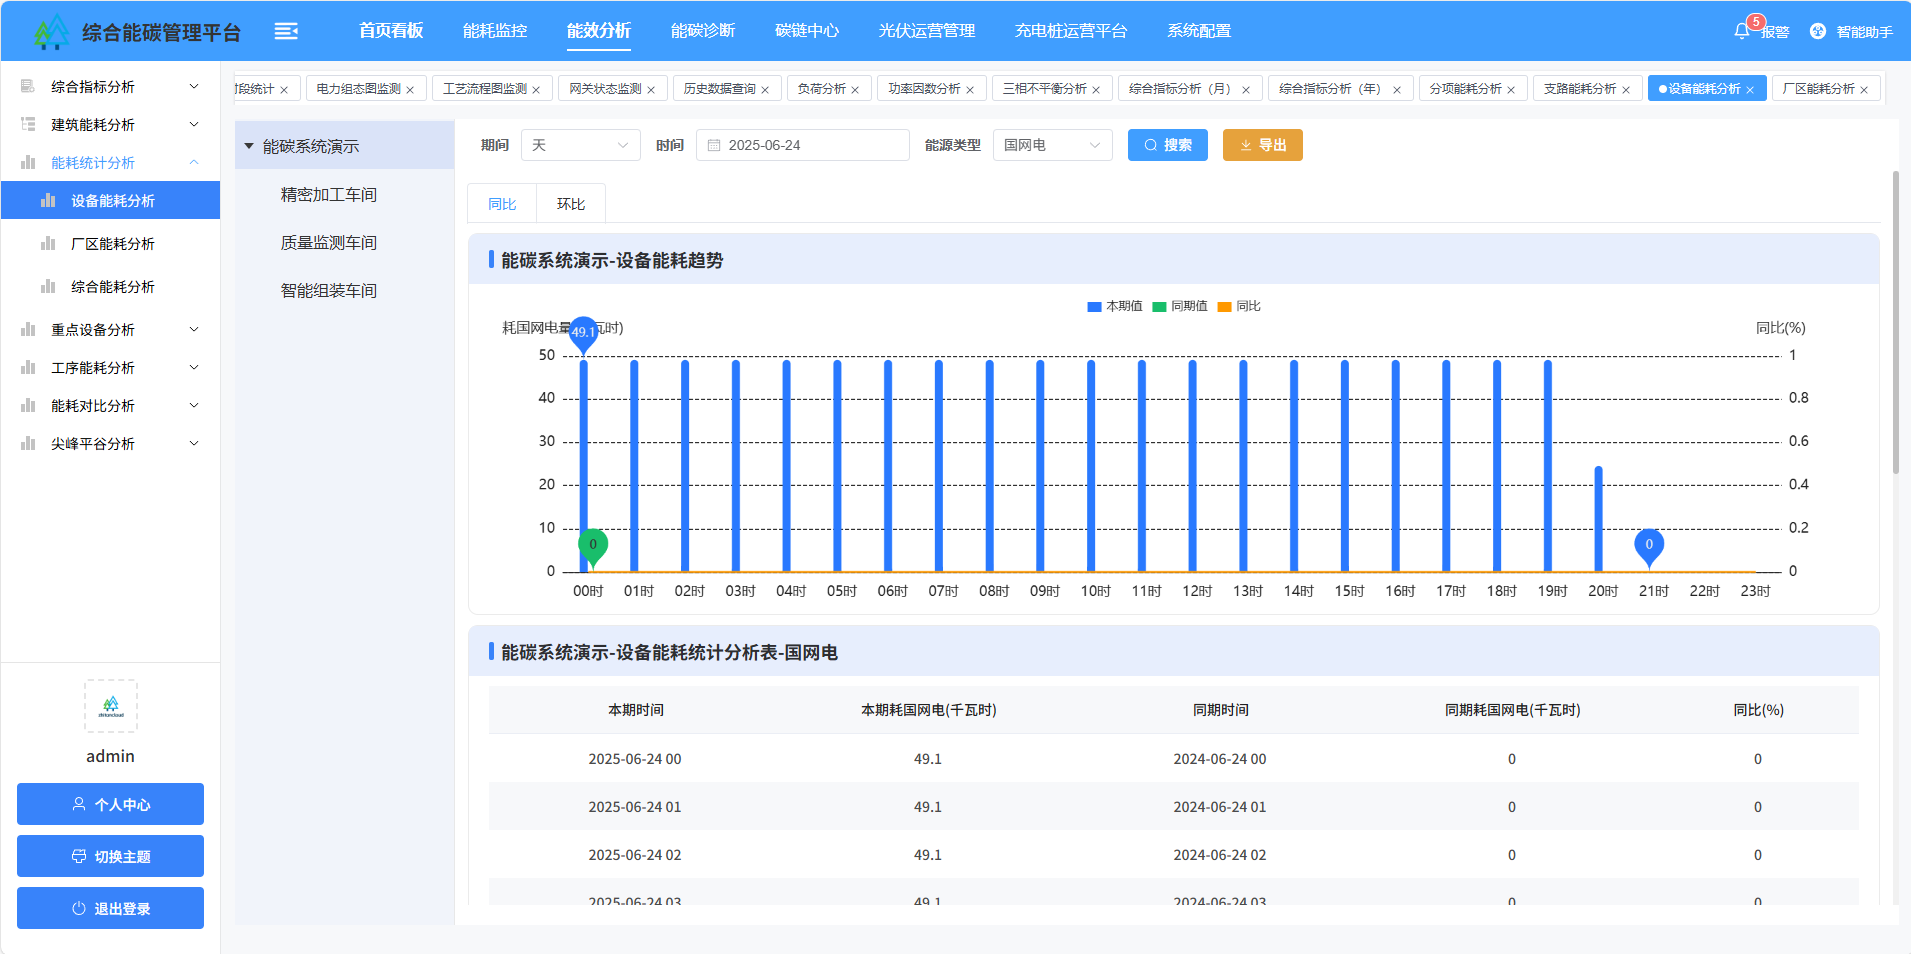 综合能碳管理平台
首页看板
能耗监控
能效分析
能碳诊断
碳链中心
光伏运营管理
充电桩运营平台
系统配置
5
报警
智能助手
综合指标分析
建筑能耗分析
能耗统计分析
设备能耗分析
厂区能耗分析
综合能耗分析
重点设备分析
工序能耗分析
能耗对比分析
尖峰平谷分析
admin
个人中心
切换主题
退出登录
段统计
电力组态图监测
工艺流程图监测
网关状态监测
历史数据查询
负荷分析
功率因数分析
三相不平衡分析
综合指标分析（月）
综合指标分析（年）
分项能耗分析
支路能耗分析
设备能耗分析
厂区能耗分析
能碳系统演示
精密加工车间
质量监测车间
智能组装车间
期间 天
时间 2025-06-24
能源类型 国网电
搜索
导出
同比
环比
能碳系统演示-设备能耗趋势
本期值 同期值 同比
耗国网电量 瓦时)
同比(%)
49.1
50 1
40 0.8
30 0.6
20 0.4
10 0.2
0 0
0 0
00时 01时 02时 03时 04时 05时 06时 07时 08时 09时 10时 11时 12时 13时 14时 15时 16时 17时 18时 19时 20时 21时 22时 23时
能碳系统演示-设备能耗统计分析表-国网电
本期时间 本期耗国网电(千瓦时) 同期时间 同期耗国网电(千瓦时) 同比(%)
2025-06-24 00 49.1 2024-06-24 00 0 0
2025-06-24 01 49.1 2024-06-24 01 0 0
2025-06-24 02 49.1 2024-06-24 02 0 0
2025-06-24 03 49.1 2024-06-24 03 0 0